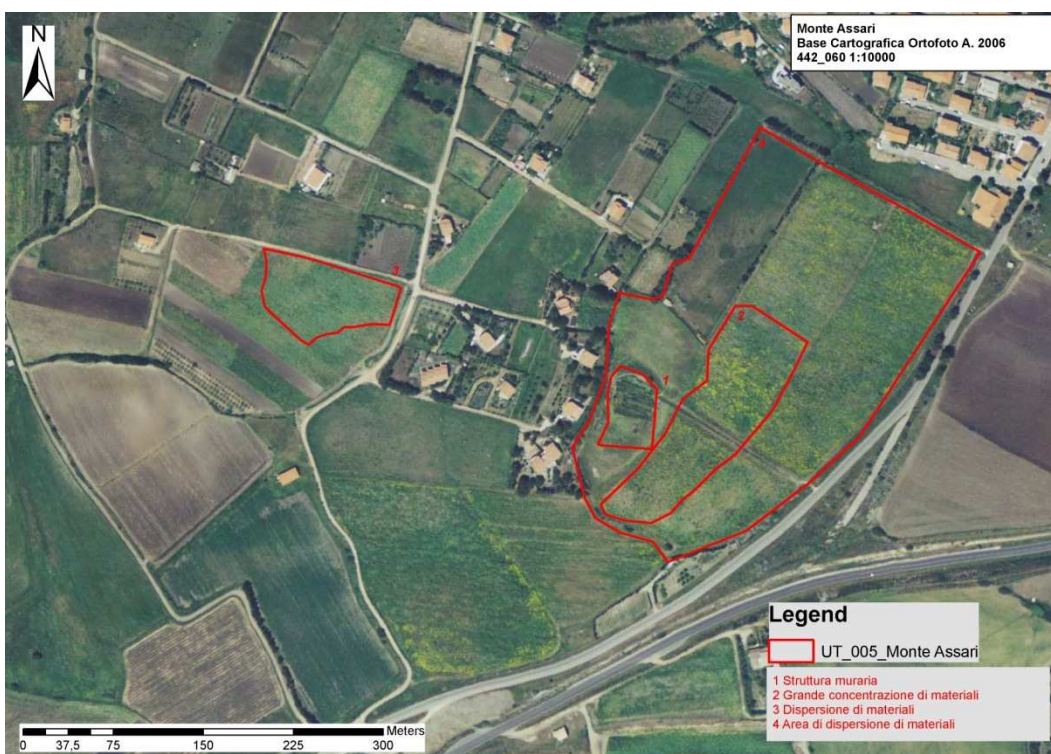 N
Monte Assari
Base Cartografica Ortofoto A. 2006
442_060 1:10000
4
3
2
1
Legend
UT_005_Monte Assari
1 Struttura muraria
2 Grande concentrazione di materiali
3 Dispersione di materiali
4 Area di dispersione di materiali
Meters
0 37,5 75 150 225 300